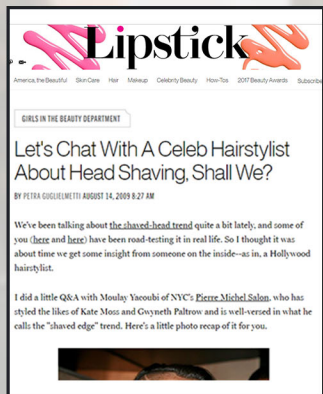 Lipstick
America, the Beautiful Skin Care Hair Makeup Celebrity Beauty How-Tos 2017 Beauty Awards Subscribe
GIRLS IN THE BEAUTY DEPARTMENT
Let's Chat With A Celeb Hairstylist
About Head Shaving, Shall We?
BY PETRA GUGLIELMETTI AUGUST 14, 2009 8:27 AM
We've been talking about the shaved-head trend quite a bit lately, and some of
you (here and here) have been road-testing it in real life. So I thought it was
about time we get some insight from someone on the inside--as in, a Hollywood
hairstylist.
I did a little Q&A with Moulay Yacoubi of NYC's Pierre Michel Salon, who has
styled the likes of Kate Moss and Gwyneth Paltrow and is well-versed in what he
calls the "shaved edge" trend. Here's a little photo recap of it for you.